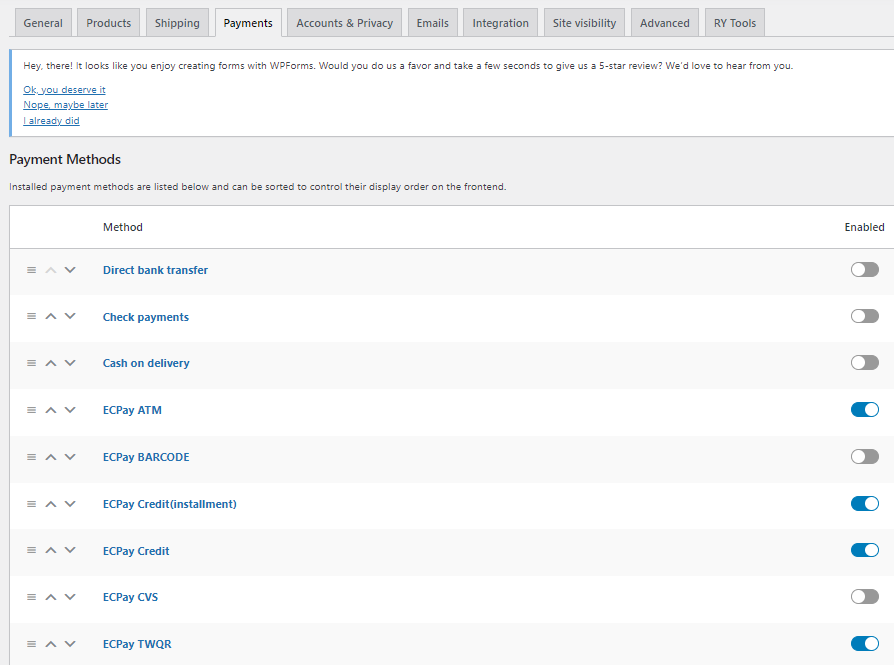 General Products Shipping Payments Accounts & Privacy Emails Integration Site visibility Advanced RY Tools
Hey, there! It looks like you enjoy creating forms with WPForms. Would you do us a favor and take a few seconds to give us a 5-star review? We'd love to hear from you.
Ok, you deserve it
Nope, maybe later
I already did
Payment Methods
Installed payment methods are listed below and can be sorted to control their display order on the frontend.
Method Enabled
Direct bank transfer
Check payments
Cash on delivery
ECPay ATM
ECPay BARCODE
ECPay Credit(installment)
ECPay Credit
ECPay CVS
ECPay TWQR